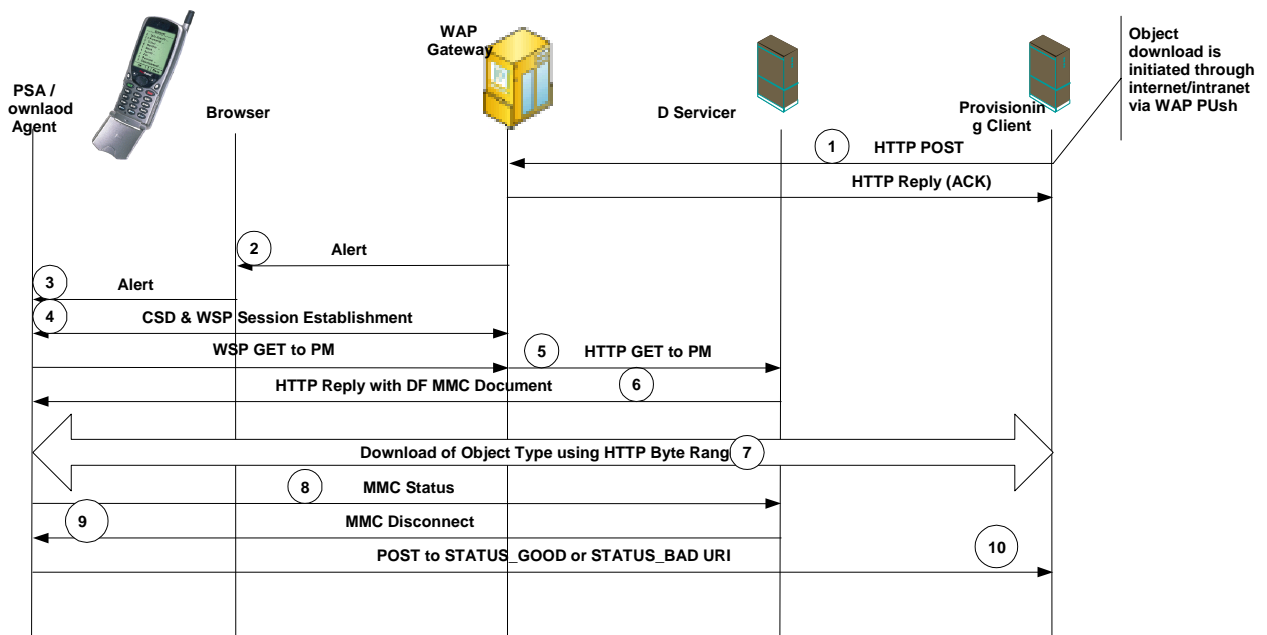 WAP
Gateway
Object
download is
initiated through
internet/intranet
via WAP PUsh
PSA /
ownlaod
Agent
Browser
D Servicer
Provisionin
g Client
1
HTTP POST
HTTP Reply (ACK)
2
Alert
3
Alert
4
CSD & WSP Session Establishment
WSP GET to PM
5
HTTP GET to PM
HTTP Reply with DF MMC Document
6
Download of Object Type using HTTP Byte Rang
7
8
MMC Status
9
MMC Disconnect
POST to STATUS_GOOD or STATUS_BAD URI
10